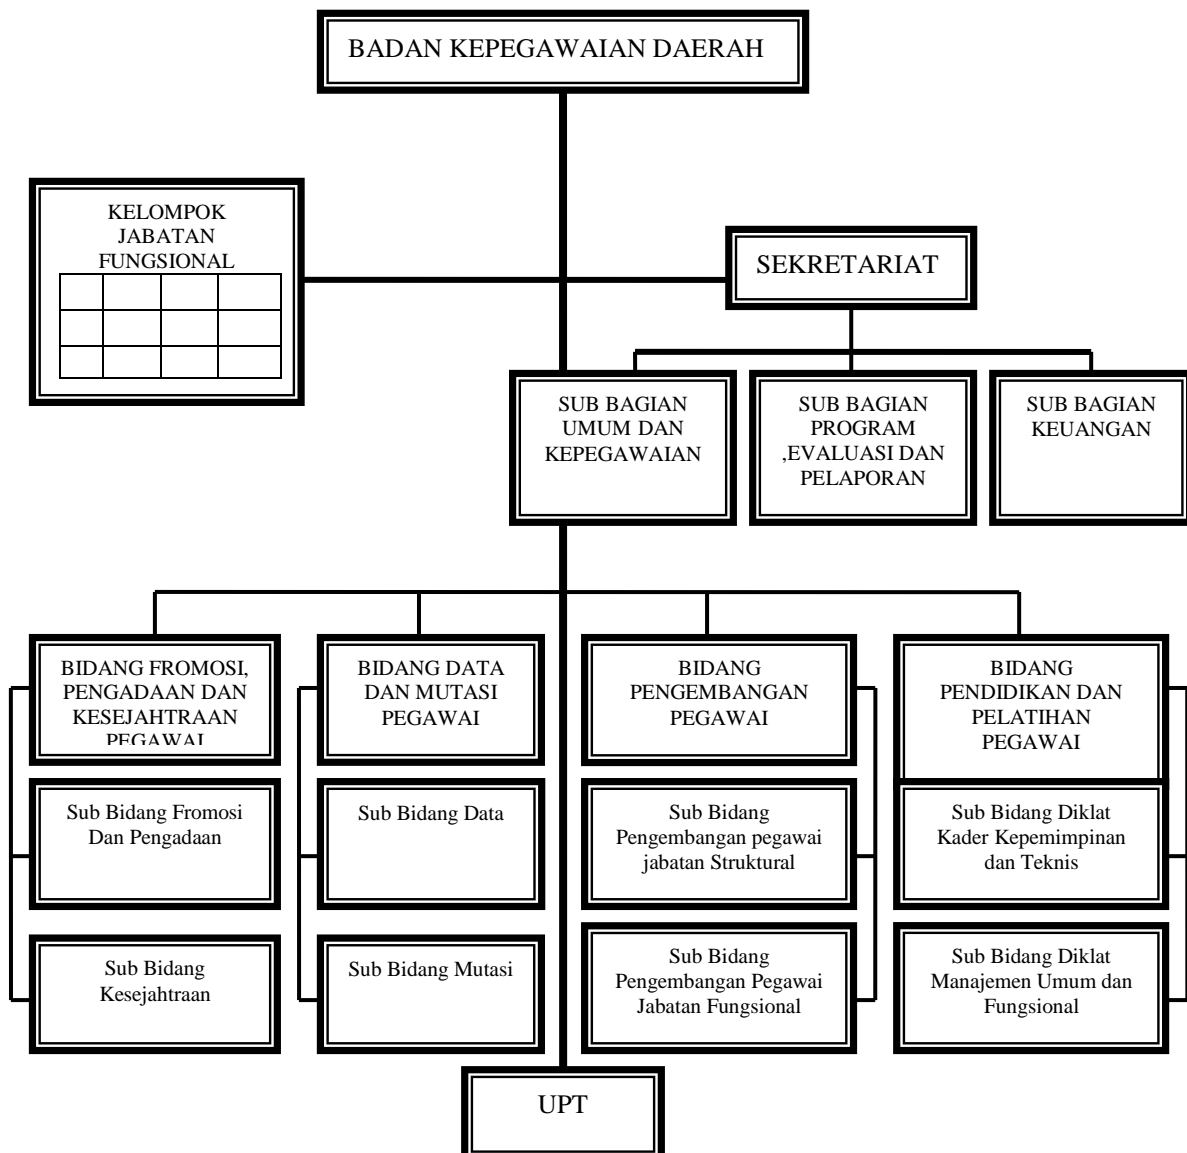 BADAN KEPEGAWAIAN DAERAH
KELOMPOK
JABATAN
FUNGSIONAL
SEKRETARIAT
SUB BAGIAN
UMUM DAN
KEPEGAWAIAN
SUB BAGIAN
PROGRAM
,EVALUASI DAN
PELAPORAN
SUB BAGIAN
KEUANGAN
BIDANG FROMOSI,
PENGADAAN DAN
KESEJAHTRAAN
PEGAWAI
BIDANG DATA
DAN MUTASI
PEGAWAI
BIDANG
PENGEMBANGAN
PEGAWAI
BIDANG
PENDIDIKAN DAN
PELATIHAN
PEGAWAI
Sub Bidang Fromosi
Dan Pengadaan
Sub Bidang Data
Sub Bidang
Pengembangan pegawai
jabatan Struktural
Sub Bidang Diklat
Kader Kepemimpinan
dan Teknis
Sub Bidang
Kesejahtraan
Sub Bidang Mutasi
Sub Bidang
Pengembangan Pegawai
Jabatan Fungsional
Sub Bidang Diklat
Manajemen Umum dan
Fungsional
UPT